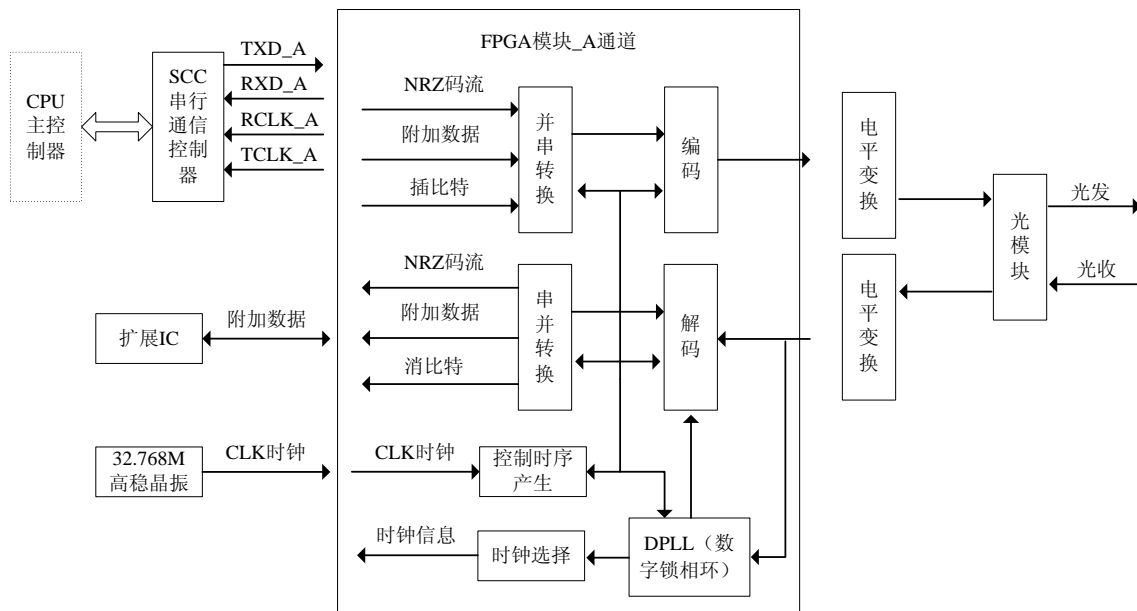 FPGA模块_A通道
CPU
主控
制器
SCC
串行
通信
控制
器
TXD_A
RXD_A
RCLK_A
TCLK_A
NRZ码流
附加数据
插比特
并串转换
编码
电平变换
光模块
光发
光收
NRZ码流
附加数据
消比特
串并转换
解码
电平变换
扩展IC
附加数据
32.768M
高稳晶振
CLK时钟
CLK时钟
控制时序
产生
时钟信息
时钟选择
DPLL（数
字锁相环）